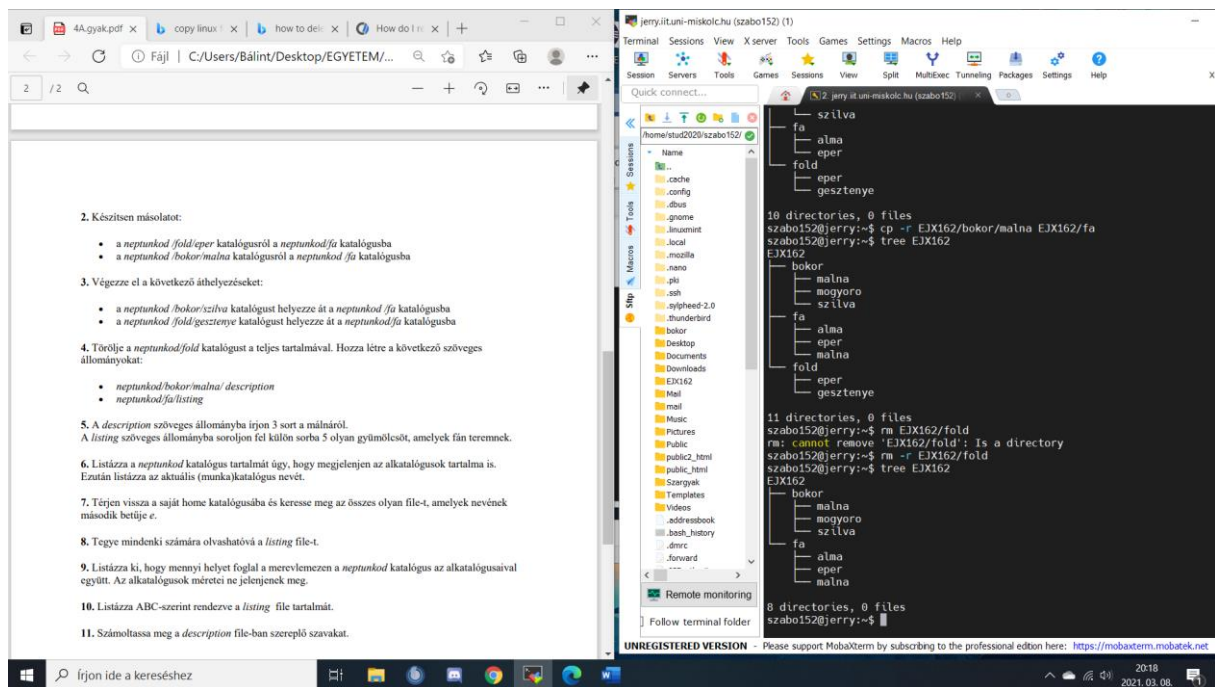 4A.gyak.pdf
copy linux
how to del
How do I r
Fájl
C:/Users/Bálint/Desktop/EGYETEM/...
2 /2
2. Készítsen másolatot:
• a neptunkod /fold/eper katalógusról a neptunkod/fa katalógusba
• a neptunkod /bokor/malna katalógusról a neptunkod /fa katalógusba
3. Végezze el a következő áthelyezéseket:
• a neptunkod /bokor/szilva katalógust helyezze át a neptunkod /fa katalógusba
• a neptunkod /fold/gesztenye katalógust helyezze át a neptunkod/fa katalógusba
4. Törölje a neptunkod/fold katalógust a teljes tartalmával. Hozza létre a következő szöveges
állományokat:
• neptunkod/bokor/malna/ description
• neptunkod/fa/listing
5. A description szöveges állományba írjon 3 sort a málnáról.
A listing szöveges állományba soroljon fel külön sorba 5 olyan gyümölcsöt, amelyek fán teremnek.
6. Listázza a neptunkod katalógus tartalmát úgy, hogy megjelenjen az alkatalógusok tartalma is.
Ezután listázza az aktuális (munka)katalógus nevét.
7. Térjen vissza a saját home katalógusába és keresse meg az összes olyan file-t, amelyek nevének
második betűje e.
8. Tegye mindenki számára olvashatóvá a listing file-t.
9. Listázza ki, hogy mennyi helyet foglal a merevlemezen a neptunkod katalógus az alkatalógusaival
együtt. Az alkatalógusok méretei ne jelenjenek meg.
10. Listázza ABC-szerint rendezve a listing file tartalmát.
11. Számoltassa meg a description file-ban szereplő szavakat.
jerry.iit.uni-miskolc.hu (szabo152) (1)
Terminal Sessions View X server Tools Games Settings Macros Help
Session Servers Tools Games Sessions View Split MultiExec Tunneling Packages Settings Help
Quick connect...
2. jerry.iit.uni-miskolc.hu (szabo152)
Sessions
Tools
Macros
Sftp
/home/stud2020/szabo152/
Name
..
.cache
.config
.dbus
.gnome
.linuxmint
.local
.mozilla
.nano
.pki
.ssh
.sylpheed-2.0
.thunderbird
bokor
Desktop
Documents
Downloads
EJX162
Mail
mail
Music
Pictures
Public
public2_html
public_html
Szargyak
Templates
Videos
.addressbook
.bash_history
.dmrc
.forward
Remote monitoring
Follow terminal folder
└── szilva
├── fa
│   ├── alma
│   └── eper
└── fold
    ├── eper
    └── gesztenye
10 directories, 0 files
szabo152@jerry:~$ cp -r EJX162/bokor/malna EJX162/fa
szabo152@jerry:~$ tree EJX162
EJX162
├── bokor
│   ├── malna
│   ├── mogyoro
│   └── szilva
├── fa
│   ├── alma
│   ├── eper
│   └── malna
└── fold
    ├── eper
    └── gesztenye
11 directories, 0 files
szabo152@jerry:~$ rm EJX162/fold
rm: cannot remove 'EJX162/fold': Is a directory
szabo152@jerry:~$ rm -r EJX162/fold
szabo152@jerry:~$ tree EJX162
EJX162
├── bokor
│   ├── malna
│   ├── mogyoro
│   └── szilva
└── fa
    ├── alma
    ├── eper
    └── malna
8 directories, 0 files
szabo152@jerry:~$
UNREGISTERED VERSION - Please support MobaXterm by subscribing to the professional edition here: https://mobaxterm.mobatek.net
Írjon ide a kereséshez
20:18
2021. 03. 08.